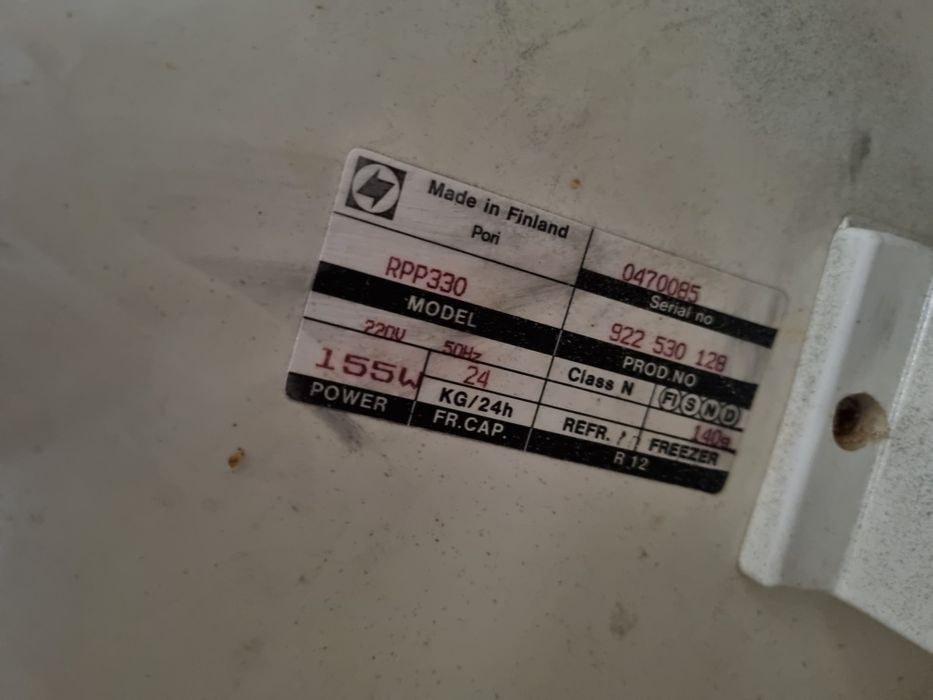 Made in Finland
Pori
RPP330
MODEL
0470085
Serial no
922 530 128
PROD.NO
220V 50Hz
155W
POWER
24
KG/24h
FR.CAP.
Class N
FI S N D
140g
REFR. FREEZER
R 12